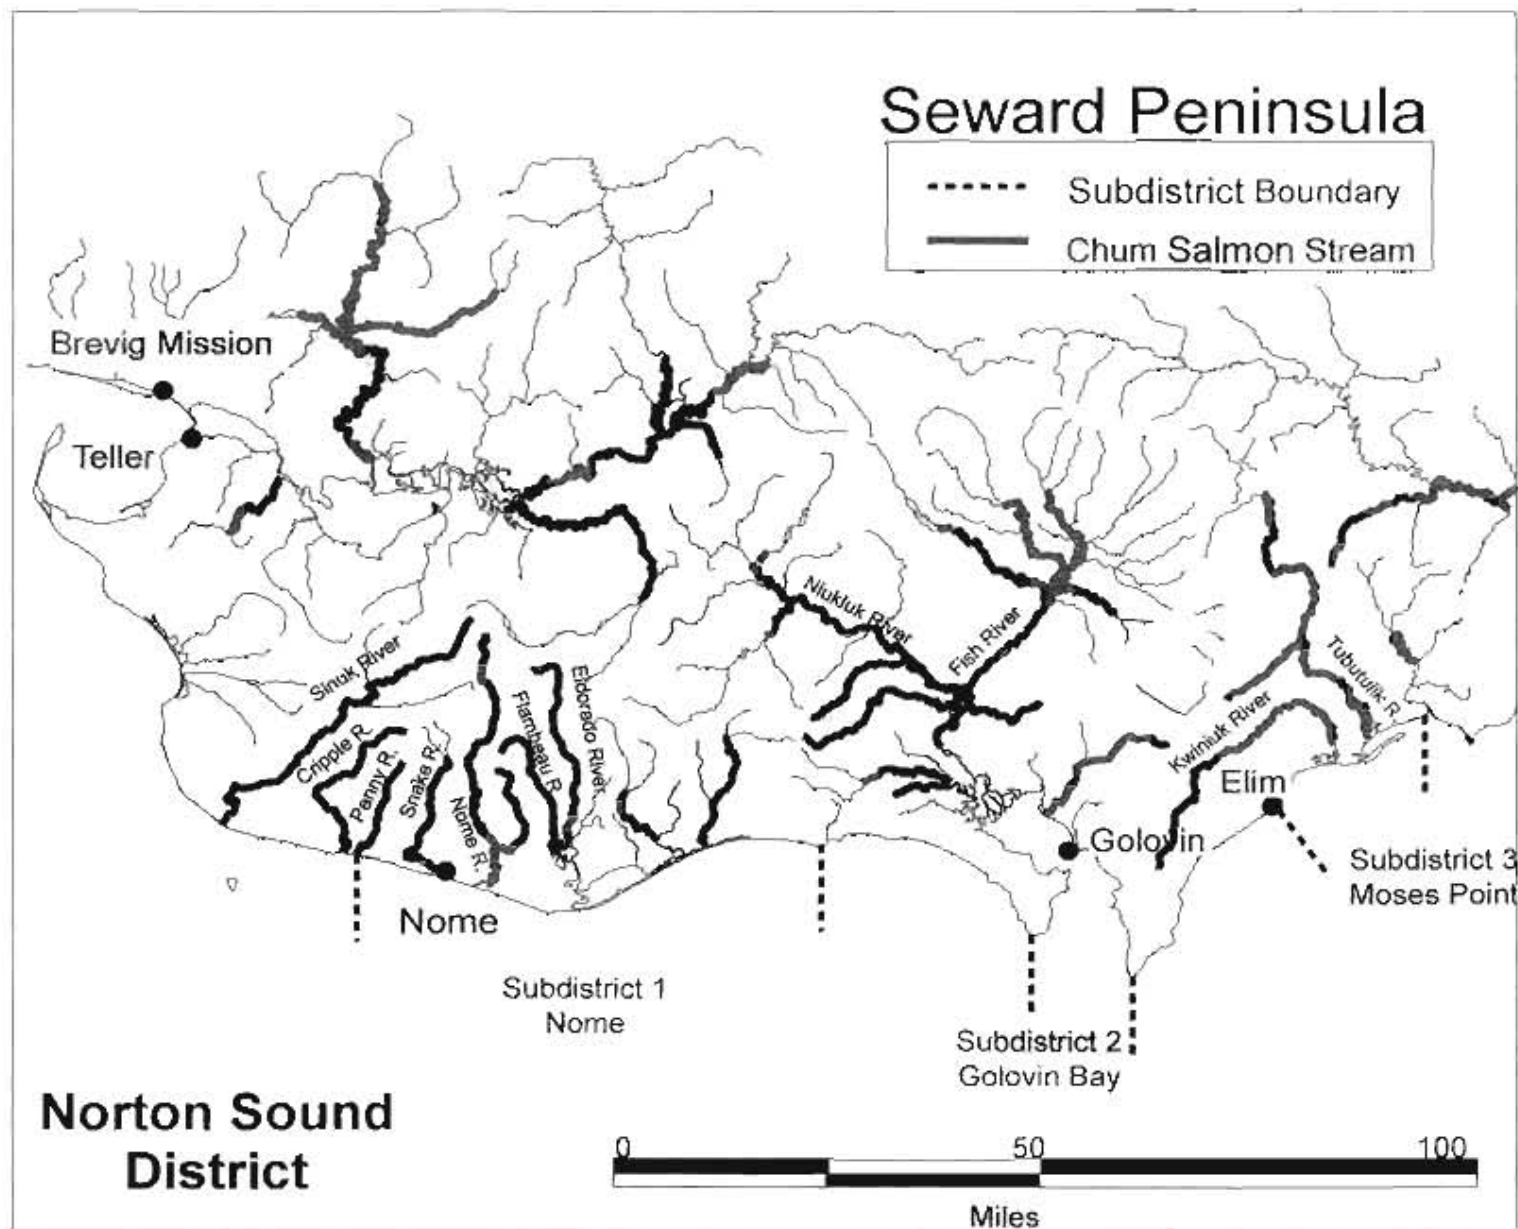 Seward Peninsula
Subdistrict Boundary
Chum Salmon Stream
Brevig Mission
Teller
Niukluk River
Fish River
Tubutulik R.
Sinuk River
Eldorado River
Flambeau R.
Kwiniuk River
Cripple R.
Penny R.
Snake R.
Nome R.
Elim
Golovin
Subdistrict 3
Moses Point
Nome
Subdistrict 1
Nome
Subdistrict 2
Golovin Bay
Norton Sound
District
0 50 100
Miles